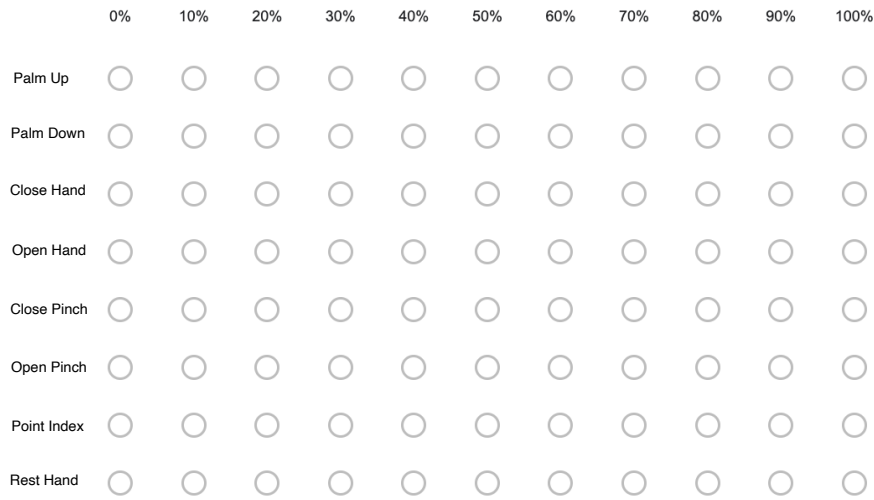 0% 10% 20% 30% 40% 50% 60% 70% 80% 90% 100%
Palm Up
Palm Down
Close Hand
Open Hand
Close Pinch
Open Pinch
Point Index
Rest Hand